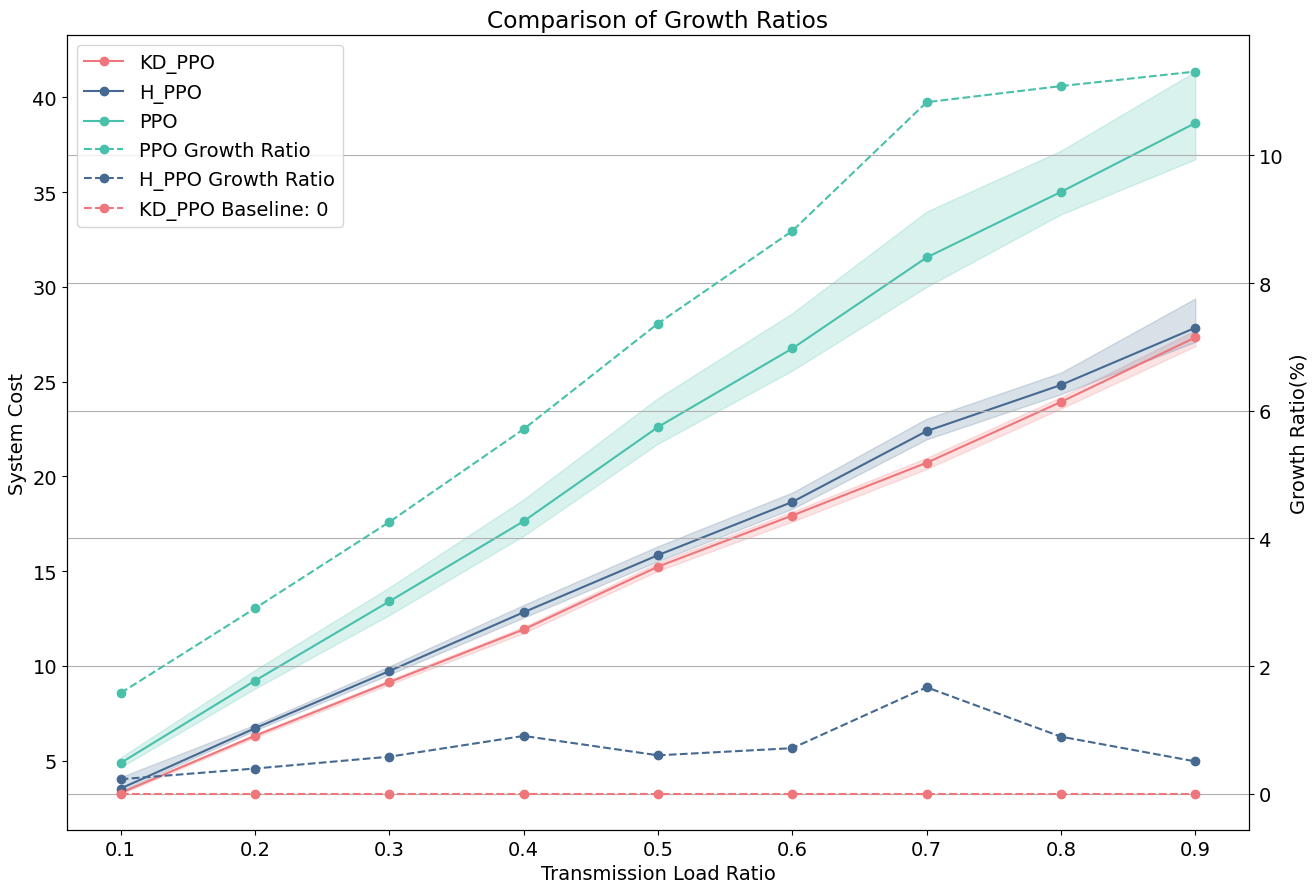 Comparison of Growth Ratios
KD_PPO
H_PPO
PPO
PPO Growth Ratio
H_PPO Growth Ratio
KD_PPO Baseline: 0
40
35
30
25
20
15
10
5
System Cost
10
8
6
4
2
0
Growth Ratio(%)
0.1 0.2 0.3 0.4 0.5 0.6 0.7 0.8 0.9
Transmission Load Ratio